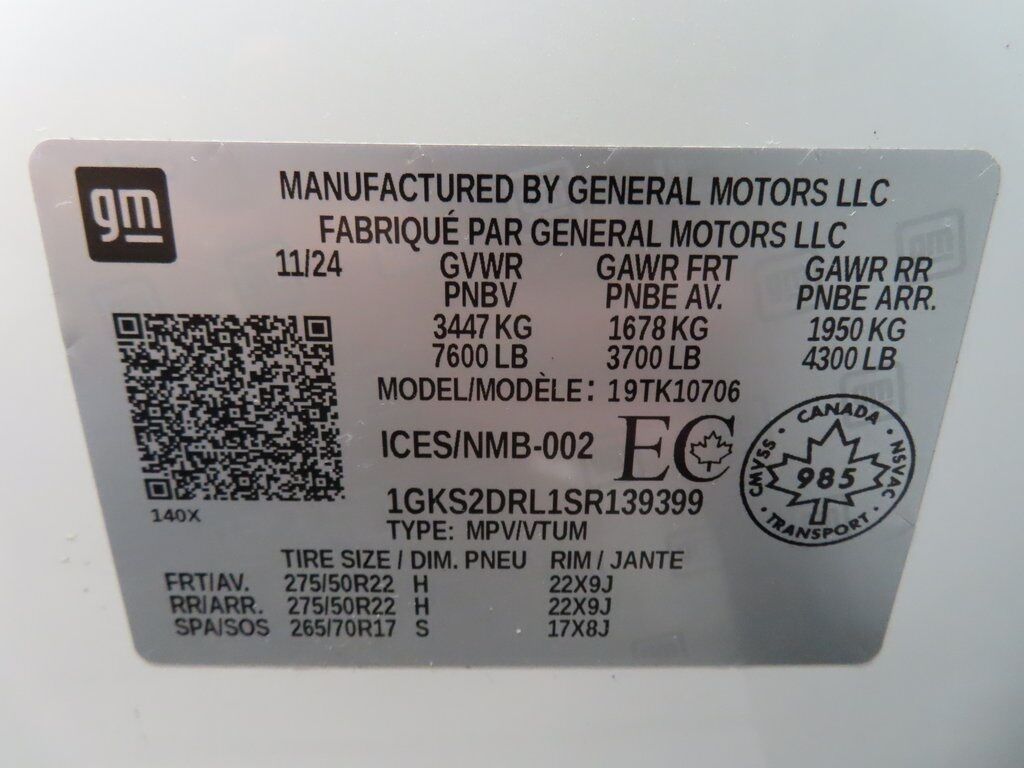 gm
MANUFACTURED BY GENERAL MOTORS LLC
FABRIQUÉ PAR GENERAL MOTORS LLC
11/24 GVWR GAWR FRT GAWR RR
PNBV PNBE AV. PNBE ARR.
3447 KG 1678 KG 1950 KG
7600 LB 3700 LB 4300 LB
MODEL/MODÈLE: 19TK10706
ICES/NMB-002 EC
CANADA
CMVSS 985 NSVAC
TRANSPORT
140X
1GKS2DRL1SR139399
TYPE: MPV/VTUM
TIRE SIZE / DIM. PNEU RIM / JANTE
FRT/AV. 275/50R22 H 22X9J
RR/ARR. 275/50R22 H 22X9J
SPA/SOS 265/70R17 S 17X8J